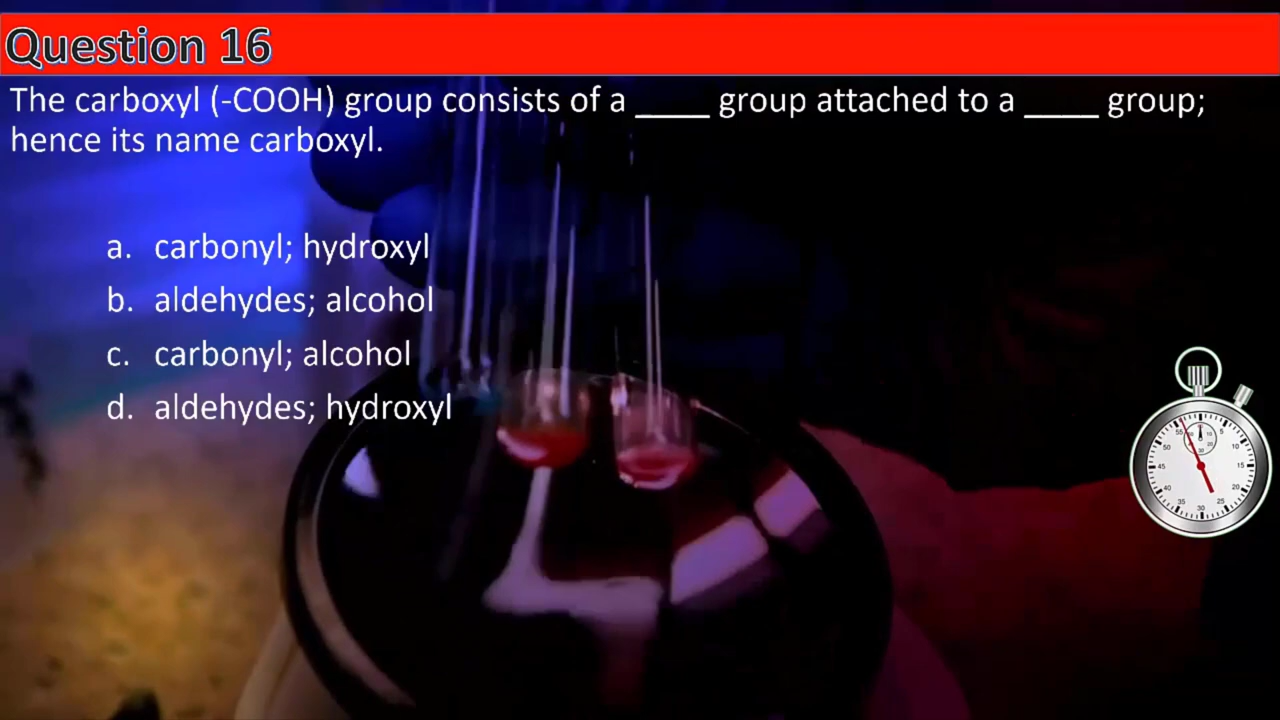 Question 16
The carboxyl (-COOH) group consists of a ____ group attached to a ____ group;
hence its name carboxyl.
a. carbonyl; hydroxyl
b. aldehydes; alcohol
c. carbonyl; alcohol
d. aldehydes; hydroxyl